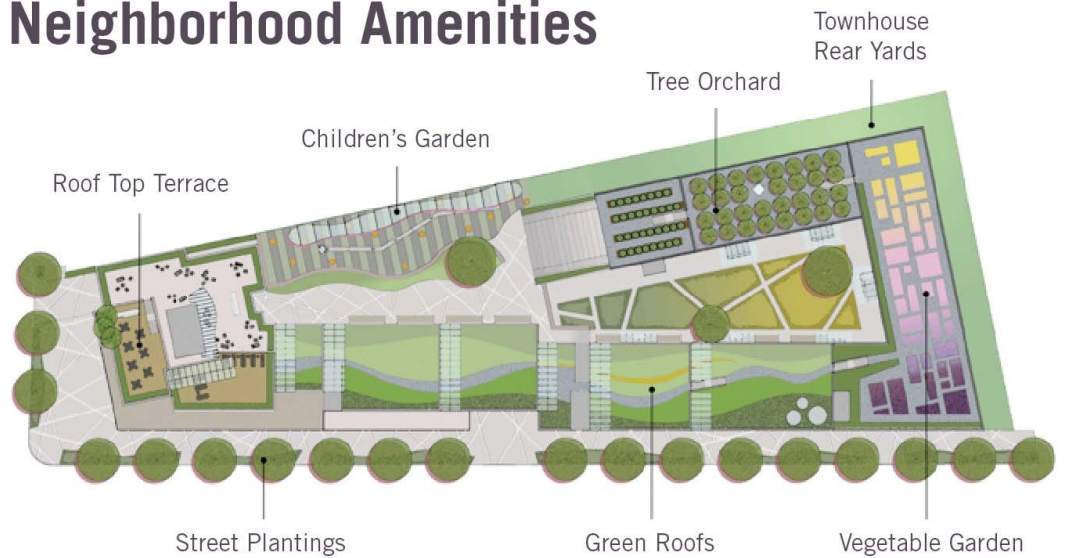 Neighborhood Amenities
Townhouse
Rear Yards
Tree Orchard
Children's Garden
Roof Top Terrace
Street Plantings
Green Roofs
Vegetable Garden